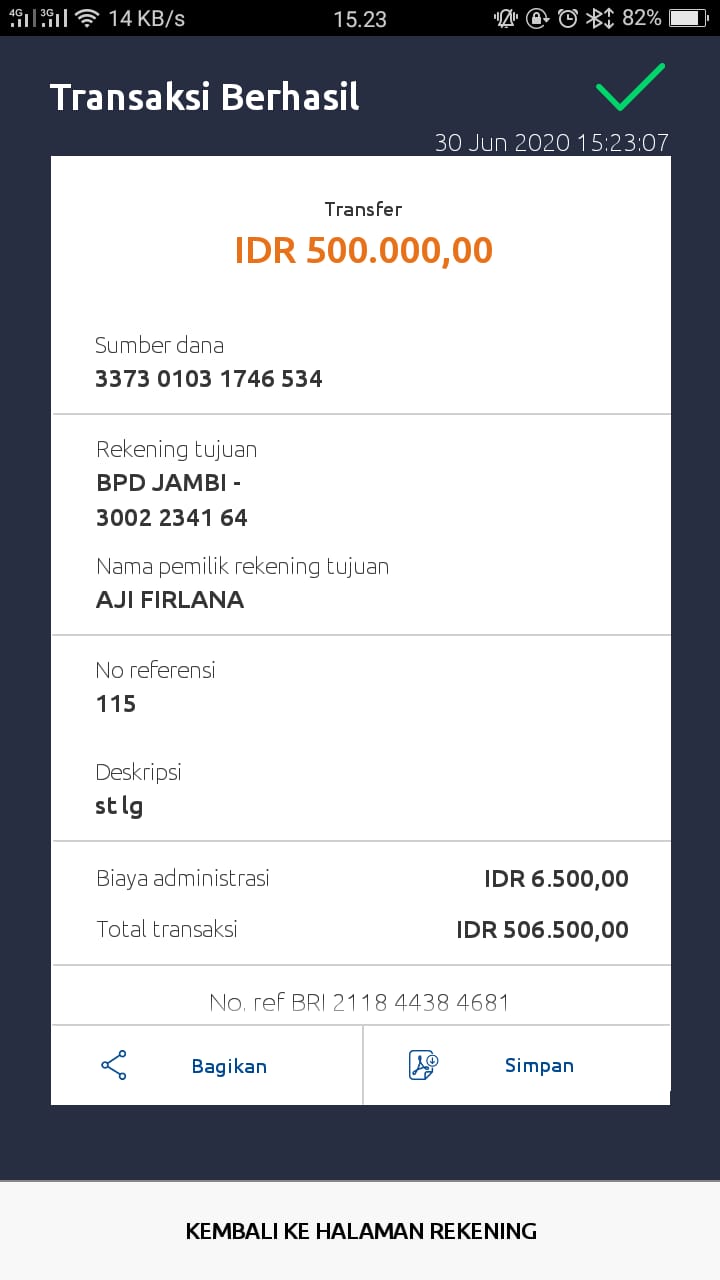 4G 3G 14 KB/s 15.23 82%
Transaksi Berhasil
30 Jun 2020 15:23:07
Transfer
IDR 500.000,00
Sumber dana
3373 0103 1746 534
Rekening tujuan
BPD JAMBI -
3002 2341 64
Nama pemilik rekening tujuan
AJI FIRLANA
No referensi
115
Deskripsi
st lg
Biaya administrasi IDR 6.500,00
Total transaksi IDR 506.500,00
No. ref BRI 2118 4438 4681
Bagikan Simpan
KEMBALI KE HALAMAN REKENING